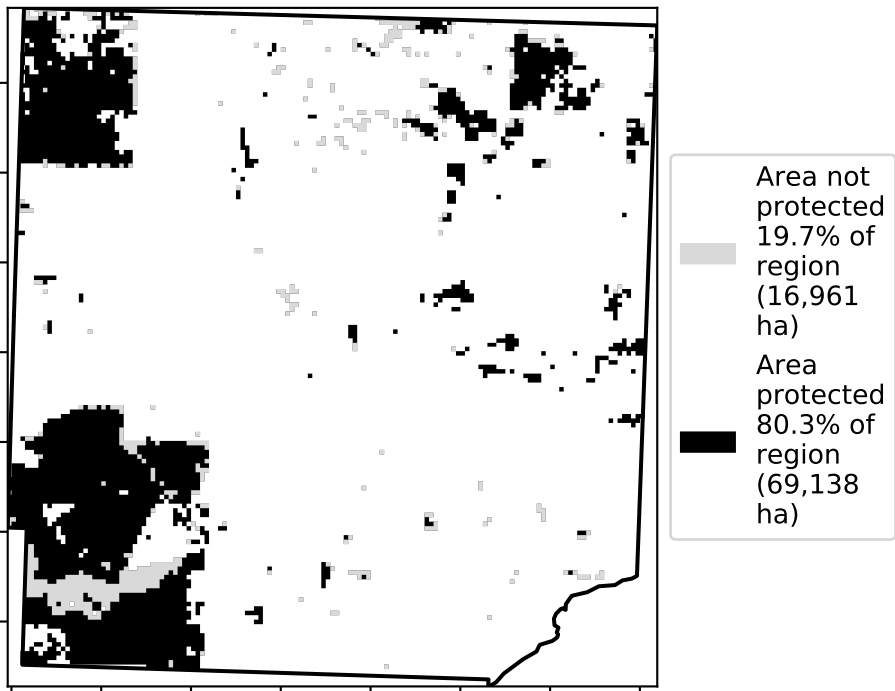 Area not
protected
19.7% of
region
(16,961
ha)
Area
protected
80.3% of
region
(69,138
ha)